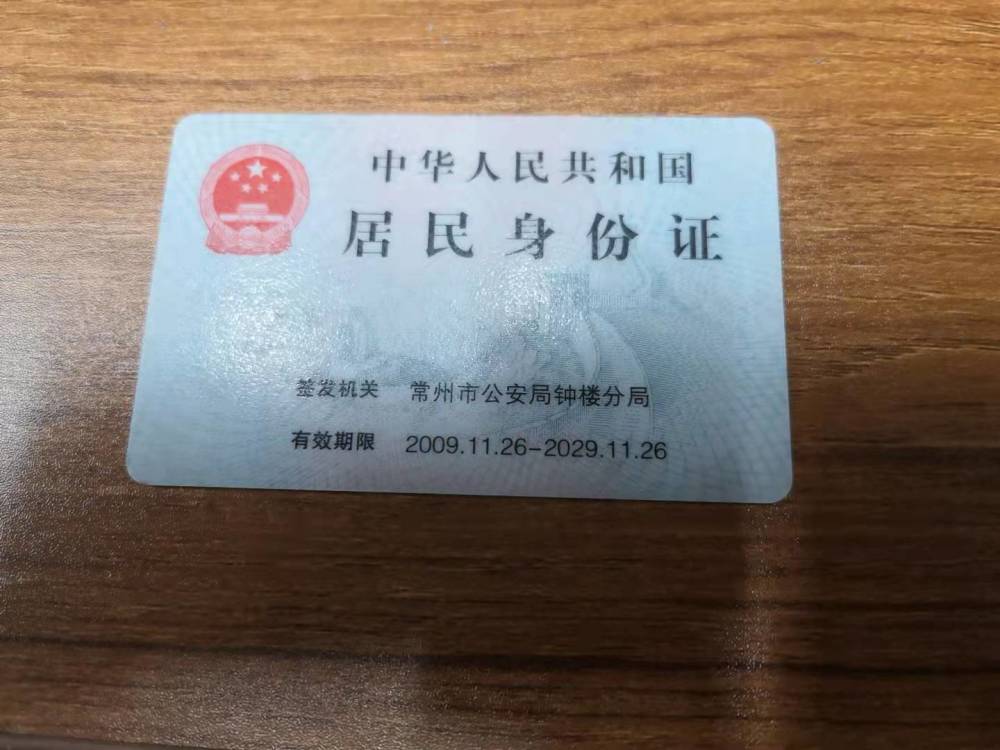 中华人民共和国
居民身份证
签发机关 常州市公安局钟楼分局
有效期限 2009.11.26-2029.11.26